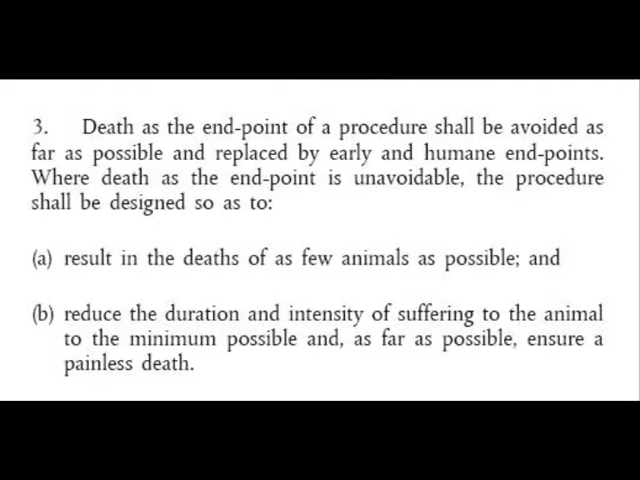 3. Death as the end-point of a procedure shall be avoided as
far as possible and replaced by early and humane end-points.
Where death as the end-point is unavoidable, the procedure
shall be designed so as to:
(a) result in the deaths of as few animals as possible; and
(b) reduce the duration and intensity of suffering to the animal
to the minimum possible and, as far as possible, ensure a
painless death.